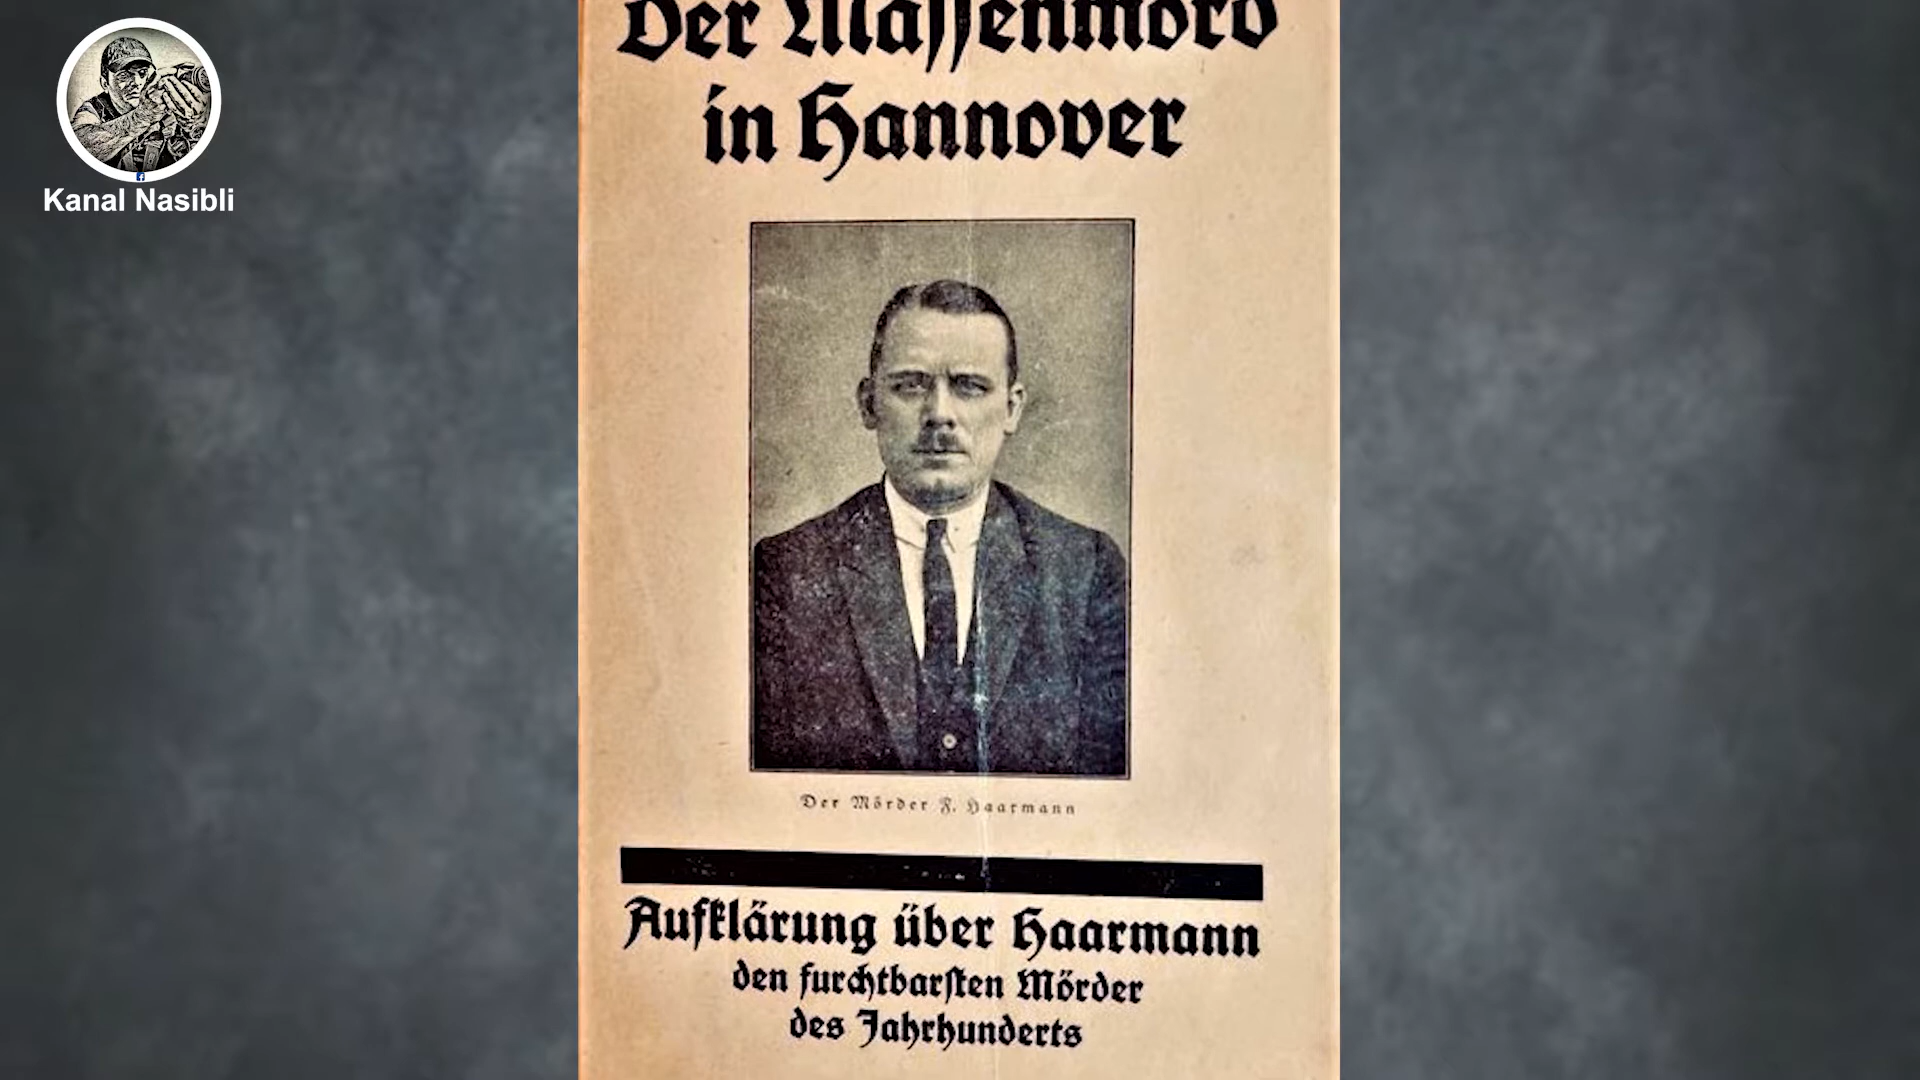 Kanal Nasibli
Der Massenmord
in Hannover
Der Mörder F. Haarmann
Aufklärung über Haarmann
den furchtbarsten Mörder
des Jahrhunderts